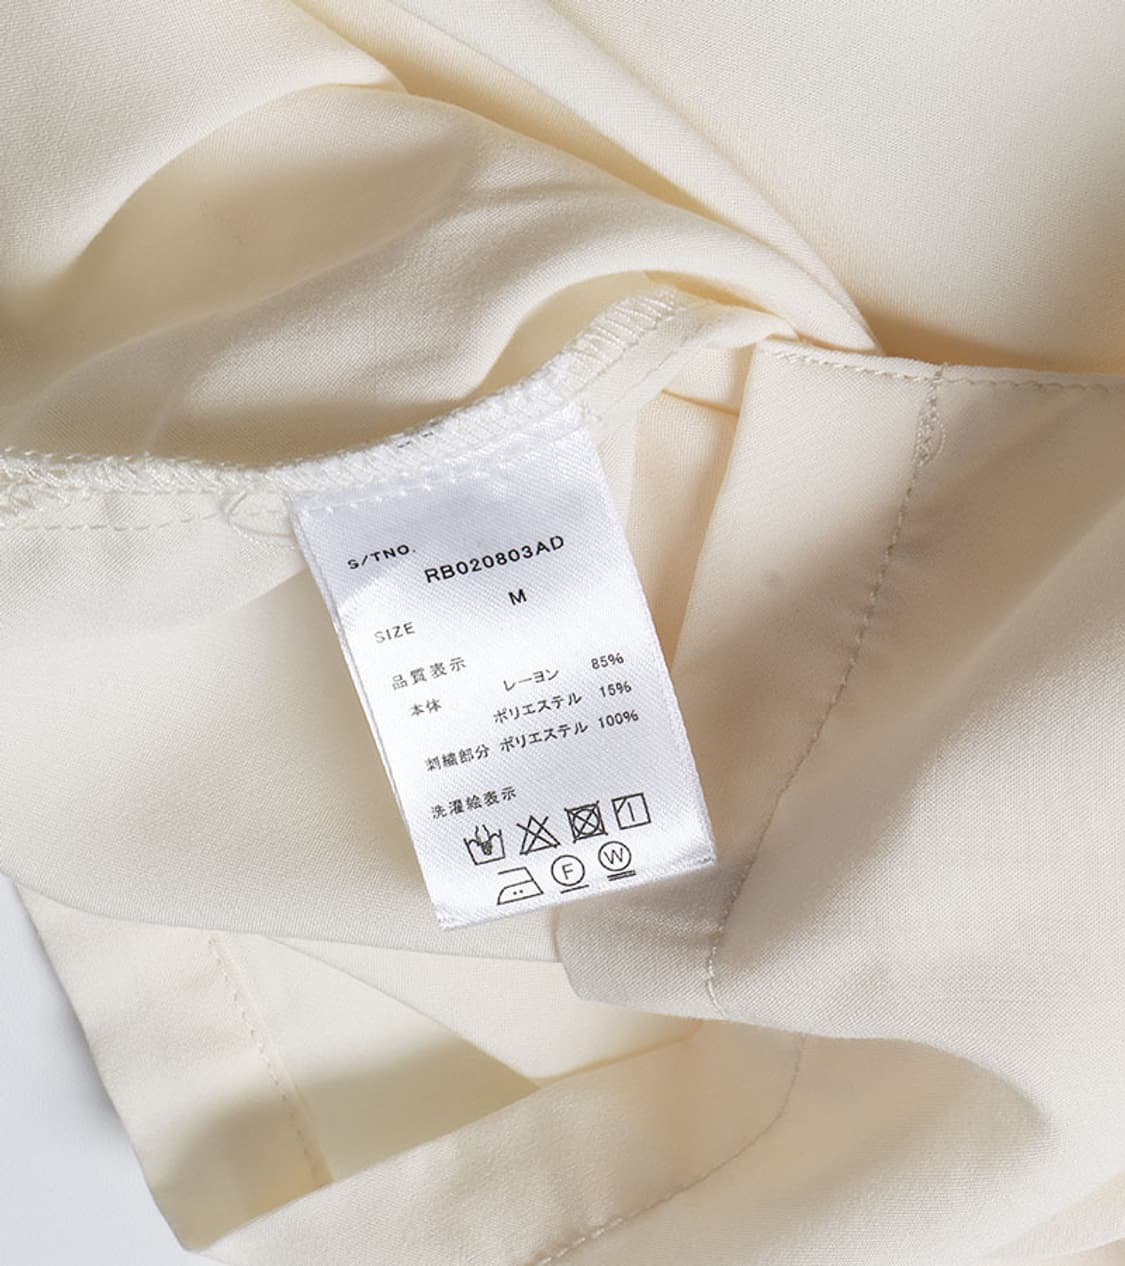 S/TNO.
RB020803AD
M
SIZE
品質表示
本体 レーヨン 85%
ポリエステル 15%
刺繍部分 ポリエステル 100%
洗濯絵表示
F W